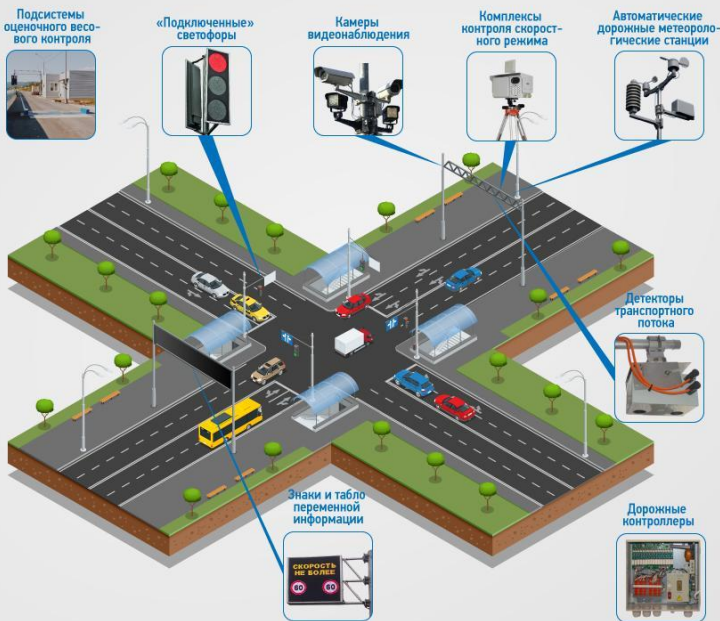 Подсистемы
оценочного весо-
вого контроля
«Подключенные»
светофоры
Камеры
видеонаблюдения
Комплексы
контроля скорост-
ного режима
Автоматические
дорожные метеороло-
гические станции
Детекторы
транспортного
потока
Знаки и табло
переменной
информации
СКОРОСТЬ
НЕ БОЛЕЕ
60 60
Дорожные
контроллеры